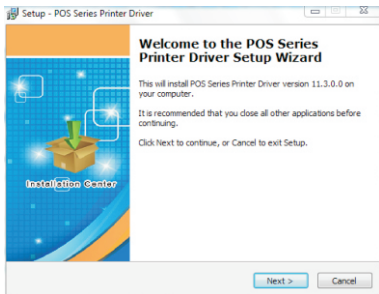 Setup - POS Series Printer Driver
Welcome to the POS Series
Printer Driver Setup Wizard
This will install POS Series Printer Driver version 11.3.0.0 on
your computer.
It is recommended that you close all other applications before
continuing.
Click Next to continue, or Cancel to exit Setup.
Installation Center
Next >
Cancel